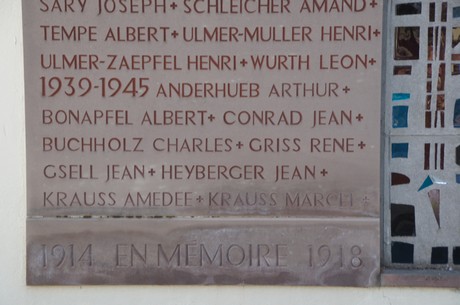 SARY JOSEPH+SCHLEICHER AMAND+
TEMPE ALBERT+ULMER-MULLER HENRI+
ULMER-ZAEPFEL HENRI+WURTH LEON+
1939-1945 ANDERHUEB ARTHUR+
BONAPFEL ALBERT+CONRAD JEAN+
BUCHHOLZ CHARLES+GRISS RENE+
GSELL JEAN+HEYBERGER JEAN+
KRAUSS AMEDEE+KRAUSS MARCEL+
1914 EN MÉMOIRE 1918